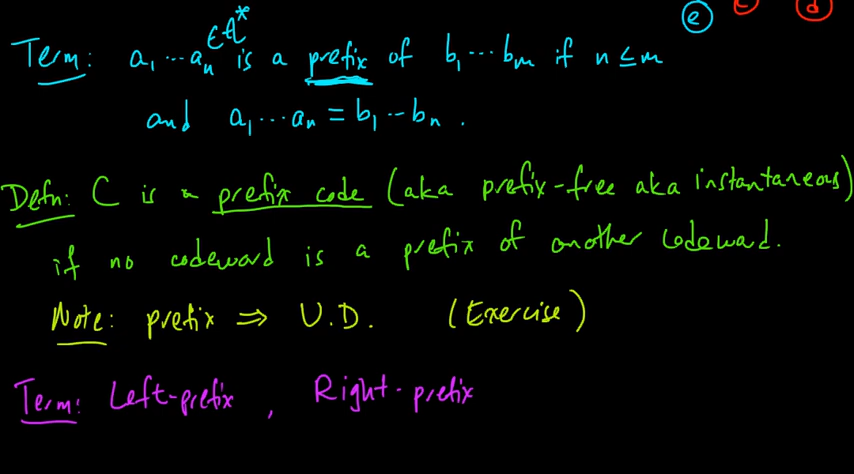 e c d
Term: a₁ ⋯ aₙ ∈ A* is a prefix of b₁ ⋯ bₘ if n ≤ m
and a₁ ⋯ aₙ = b₁ ⋯ bₙ .
Defn: C is a prefix code (aka prefix-free aka instantaneous)
if no codeword is a prefix of another codeword.
Note: prefix ⇒ U.D. (Exercise)
Term: Left-prefix , Right-prefix